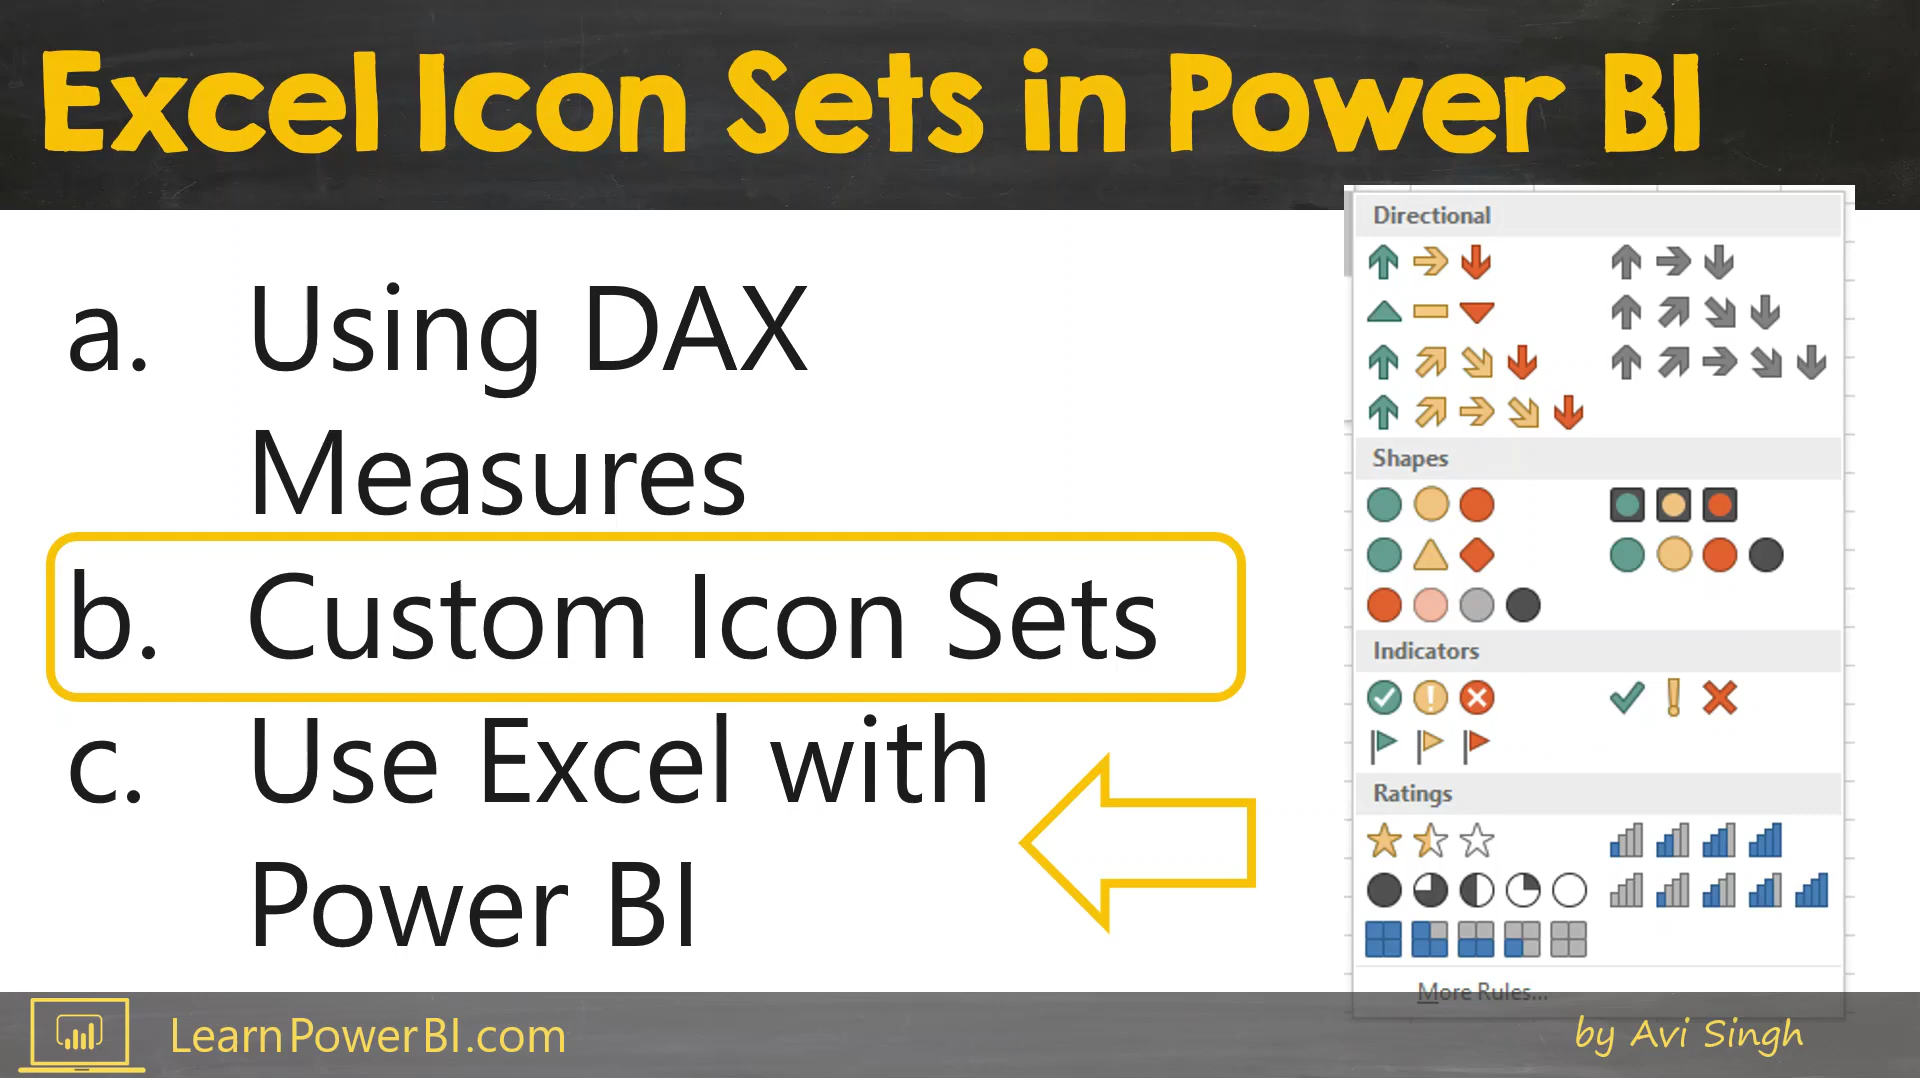 Excel Icon Sets in Power BI
a. Using DAX
Measures
b. Custom Icon Sets
c. Use Excel with
Power BI
Directional
Shapes
Indicators
Ratings
More Rules...
LearnPowerBI.com
by Avi Singh